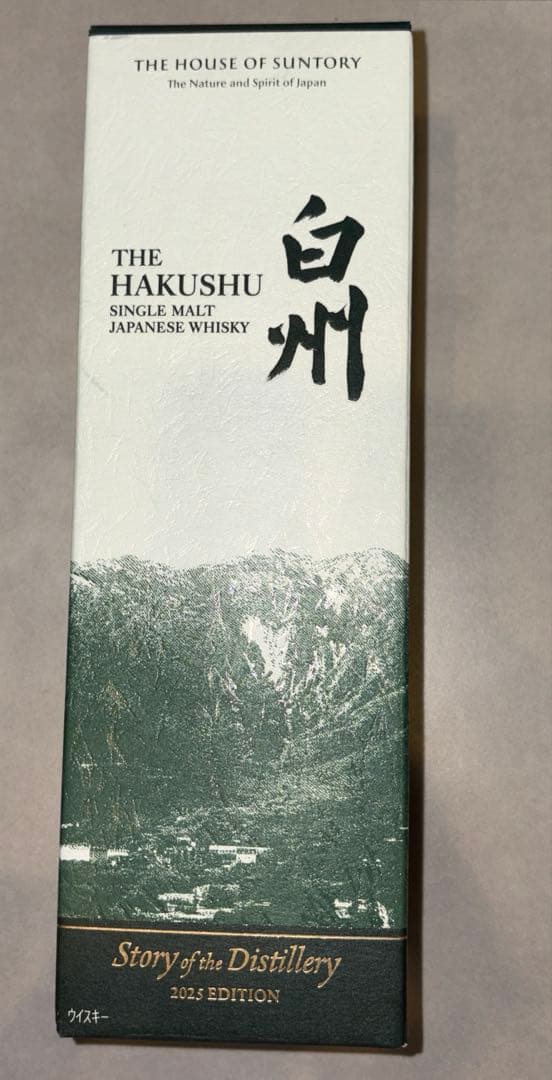 THE HOUSE OF SUNTORY
The Nature and Spirit of Japan
白州
THE
HAKUSHU
SINGLE MALT
JAPANESE WHISKY
Story of the Distillery
2025 EDITION
ウイスキー